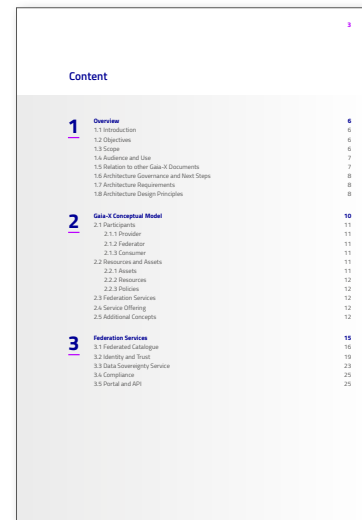 3
Content
1
Overview 6
1.1 Introduction 6
1.2 Objectives 6
1.3 Scope 6
1.4 Audience and Use 7
1.5 Relation to other Gaia-X Documents 7
1.6 Architecture Governance and Next Steps 8
1.7 Architecture Requirements 8
1.8 Architecture Design Principles 8
2
Gaia-X Conceptual Model 10
2.1 Participants 11
2.1.1 Provider 11
2.1.2 Federator 11
2.1.3 Consumer 11
2.2 Resources and Assets 11
2.2.1 Assets 11
2.2.2 Resources 12
2.2.3 Policies 12
2.3 Federation Services 12
2.4 Service Offering 12
2.5 Additional Concepts 12
3
Federation Services 15
3.1 Federated Catalogue 16
3.2 Identity and Trust 19
3.3 Data Sovereignty Service 23
3.4 Compliance 25
3.5 Portal and API 25